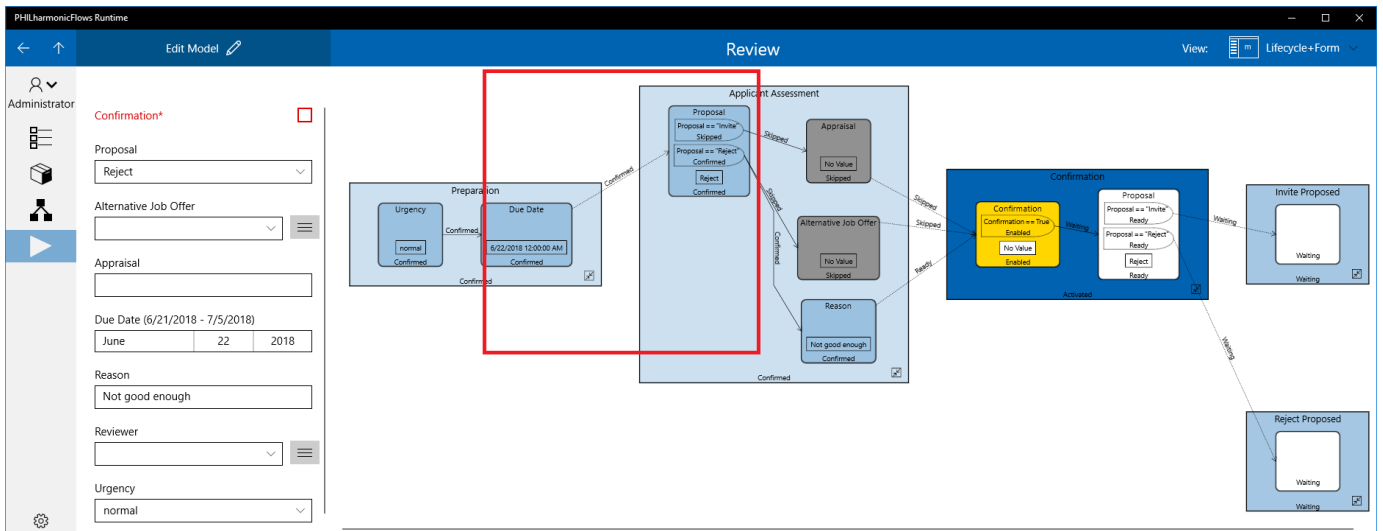 PHILharmonicFlows Runtime
Edit Model
Review
View:
m
Lifecycle+Form
Administrator
Confirmation*
Proposal
Reject
Alternative Job Offer
Appraisal
Due Date (6/21/2018 - 7/5/2018)
June 22 2018
Reason
Not good enough
Reviewer
Urgency
normal
Preparation
Urgency
normal
Confirmed
Confirmed
Due Date
6/22/2018 12:00:00 AM
Confirmed
Confirmed
Confirmed
Applicant Assessment
Proposal
Proposal == "Invite"
Skipped
Proposal == "Reject"
Confirmed
Reject
Confirmed
Skipped
Skipped
Confirmed
Appraisal
No Value
Skipped
Alternative Job Offer
No Value
Skipped
Reason
Not good enough
Confirmed
Confirmed
Skipped
Skipped
Ready
Confirmation
Confirmation
Confirmation == True
Enabled
No Value
Enabled
Waiting
Proposal
Proposal == "Invite"
Ready
Proposal == "Reject"
Ready
Reject
Ready
Activated
Waiting
Waiting
Invite Proposed
Waiting
Waiting
Reject Proposed
Waiting
Waiting